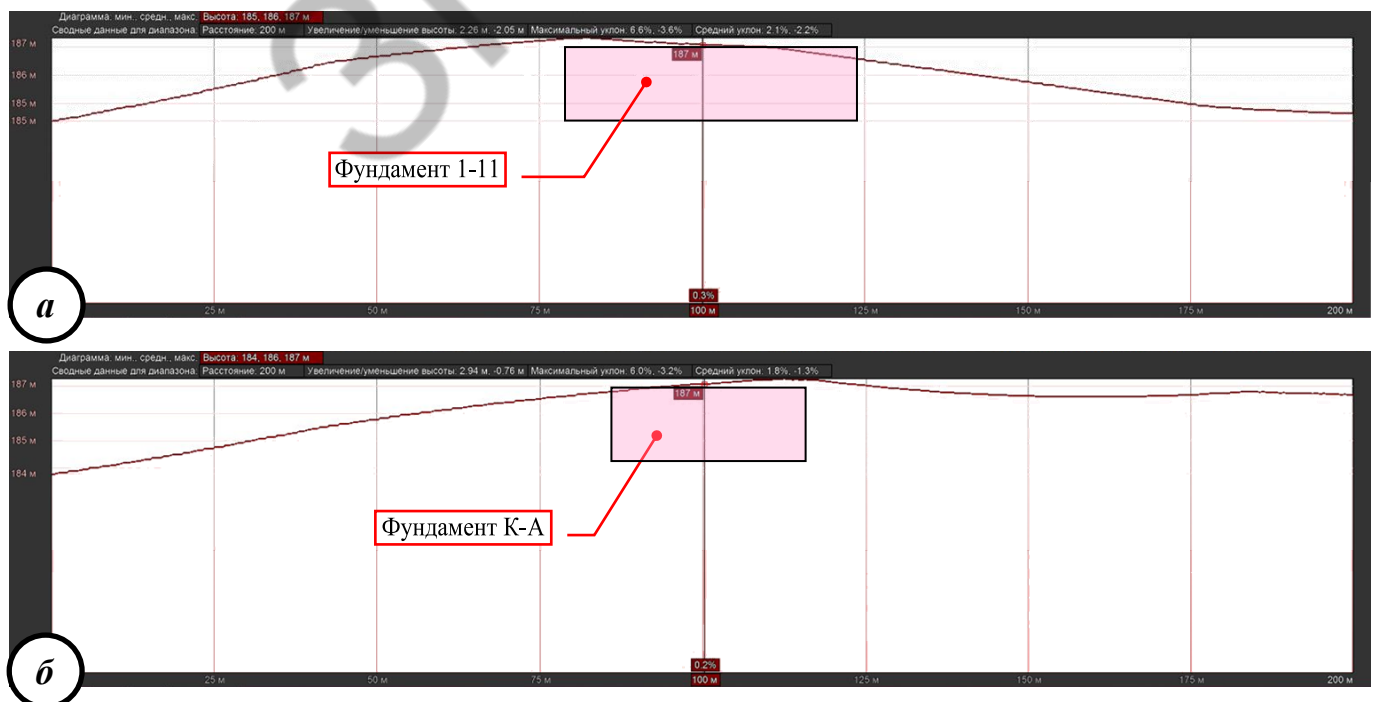 Диаграмма: мин., средн., макс. Высота: 185, 186, 187 м
Сводные данные для диапазона: Расстояние: 200 м Увеличение/уменьшение высоты: 2.26 м, -2.05 м Максимальный уклон: 6.6%, -3.6% Средний уклон: 2.1%, -2.2%
187 м
187 м
186 м
185 м
185 м
Фундамент 1-11
0.3%
а
25 м 50 м 75 м 100 м 125 м 150 м 175 м 200 м
Диаграмма: мин., средн., макс. Высота: 184, 186, 187 м
Сводные данные для диапазона: Расстояние: 200 м Увеличение/уменьшение высоты: 2.94 м, -0.76 м Максимальный уклон: 6.0%, -3.2% Средний уклон: 1.8%, -1.3%
187 м
187 м
186 м
185 м
184 м
Фундамент К-А
0.2%
б
25 м 50 м 75 м 100 м 125 м 150 м 175 м 200 м